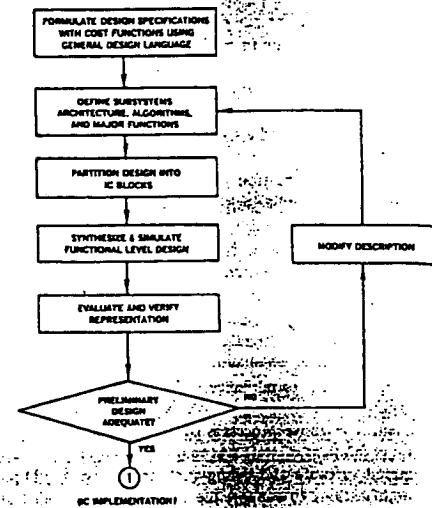 FORMULATE DESIGN SPECIFICATIONS
WITH COST FUNCTIONS USING
GENERAL DESIGN LANGUAGE
DEFINE SUBSYSTEMS
ARCHITECTURE, ALGORITHMS,
AND MAJOR FUNCTIONS
PARTITION DESIGN INTO
IC BLOCKS
SYNTHESIZE & SIMULATE
FUNCTIONAL LEVEL DESIGN
MODIFY DESCRIPTION
EVALUATE AND VERIFY
REPRESENTATION
PRELIMINARY
DESIGN
ADEQUATE?
NO
YES
1
(IC IMPLEMENTATION)